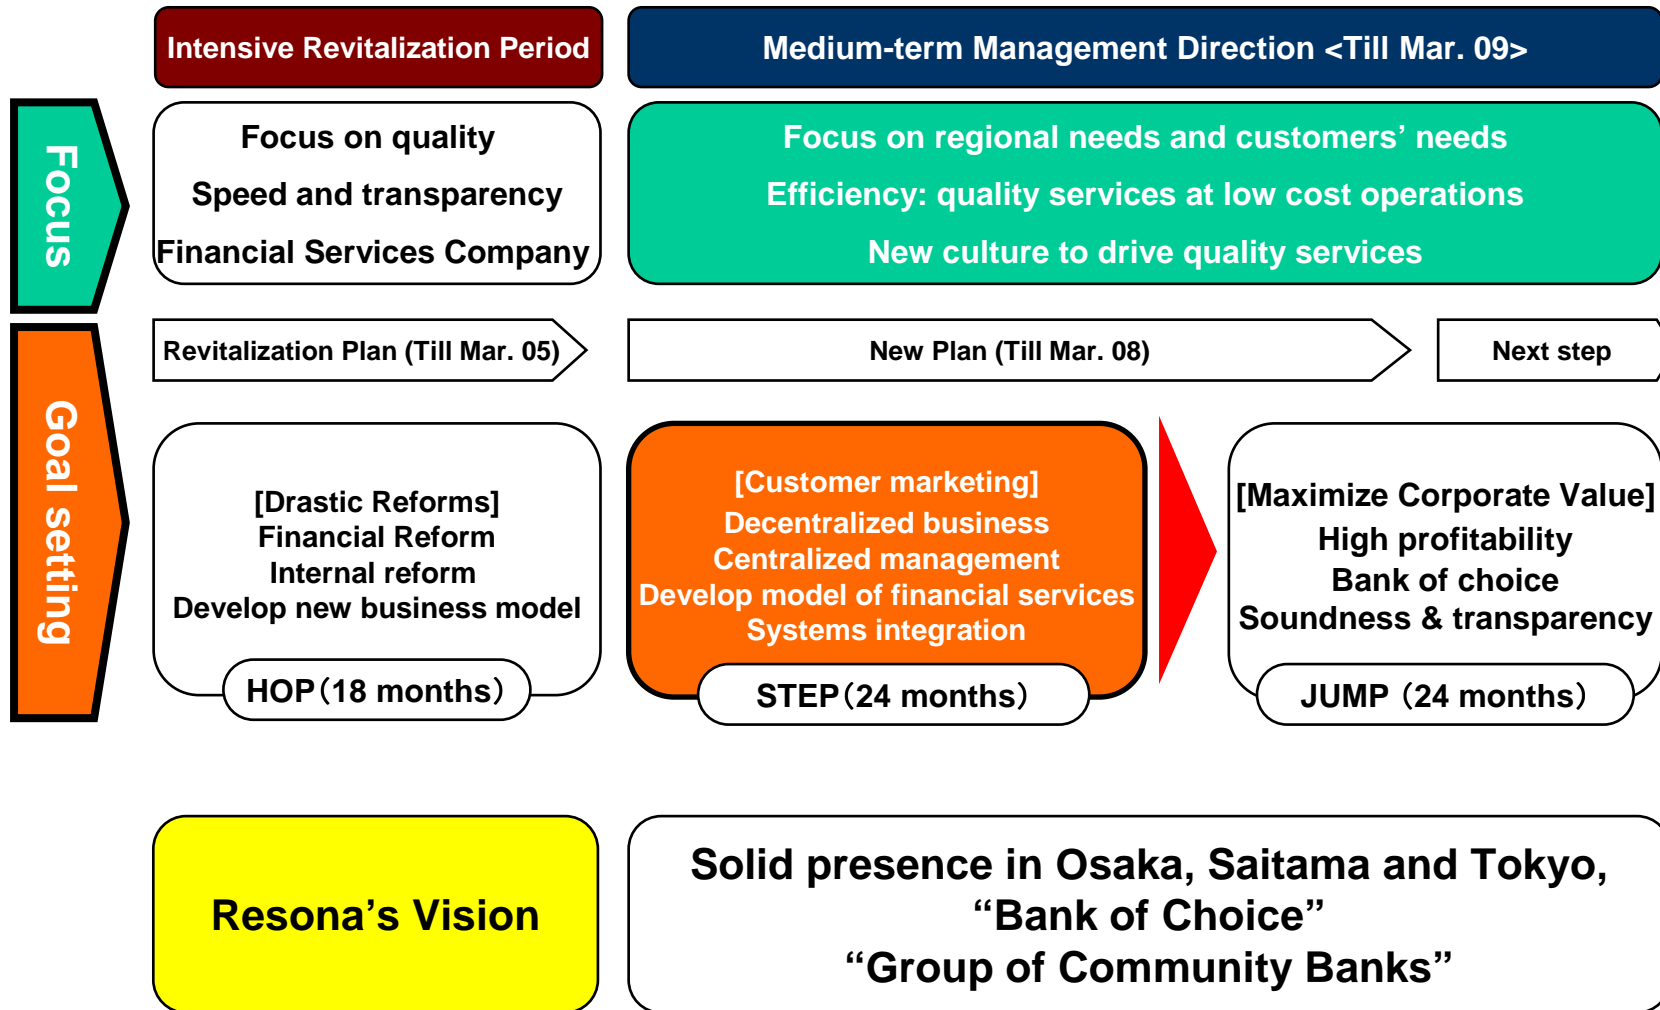 Intensive Revitalization Period
Medium-term Management Direction <Till Mar. 09>
Focus
Focus on quality
Speed and transparency
Financial Services Company
Focus on regional needs and customers’ needs
Efficiency: quality services at low cost operations
New culture to drive quality services
Goal setting
Revitalization Plan (Till Mar. 05)
New Plan (Till Mar. 08)
Next step
[Drastic Reforms]
Financial Reform
Internal reform
Develop new business model
HOP（18 months）
[Customer marketing]
Decentralized business
Centralized management
Develop model of financial services
Systems integration
STEP（24 months）
[Maximize Corporate Value]
High profitability
Bank of choice
Soundness & transparency
JUMP（24 months）
Resona’s Vision
Solid presence in Osaka, Saitama and Tokyo,
“Bank of Choice”
“Group of Community Banks”